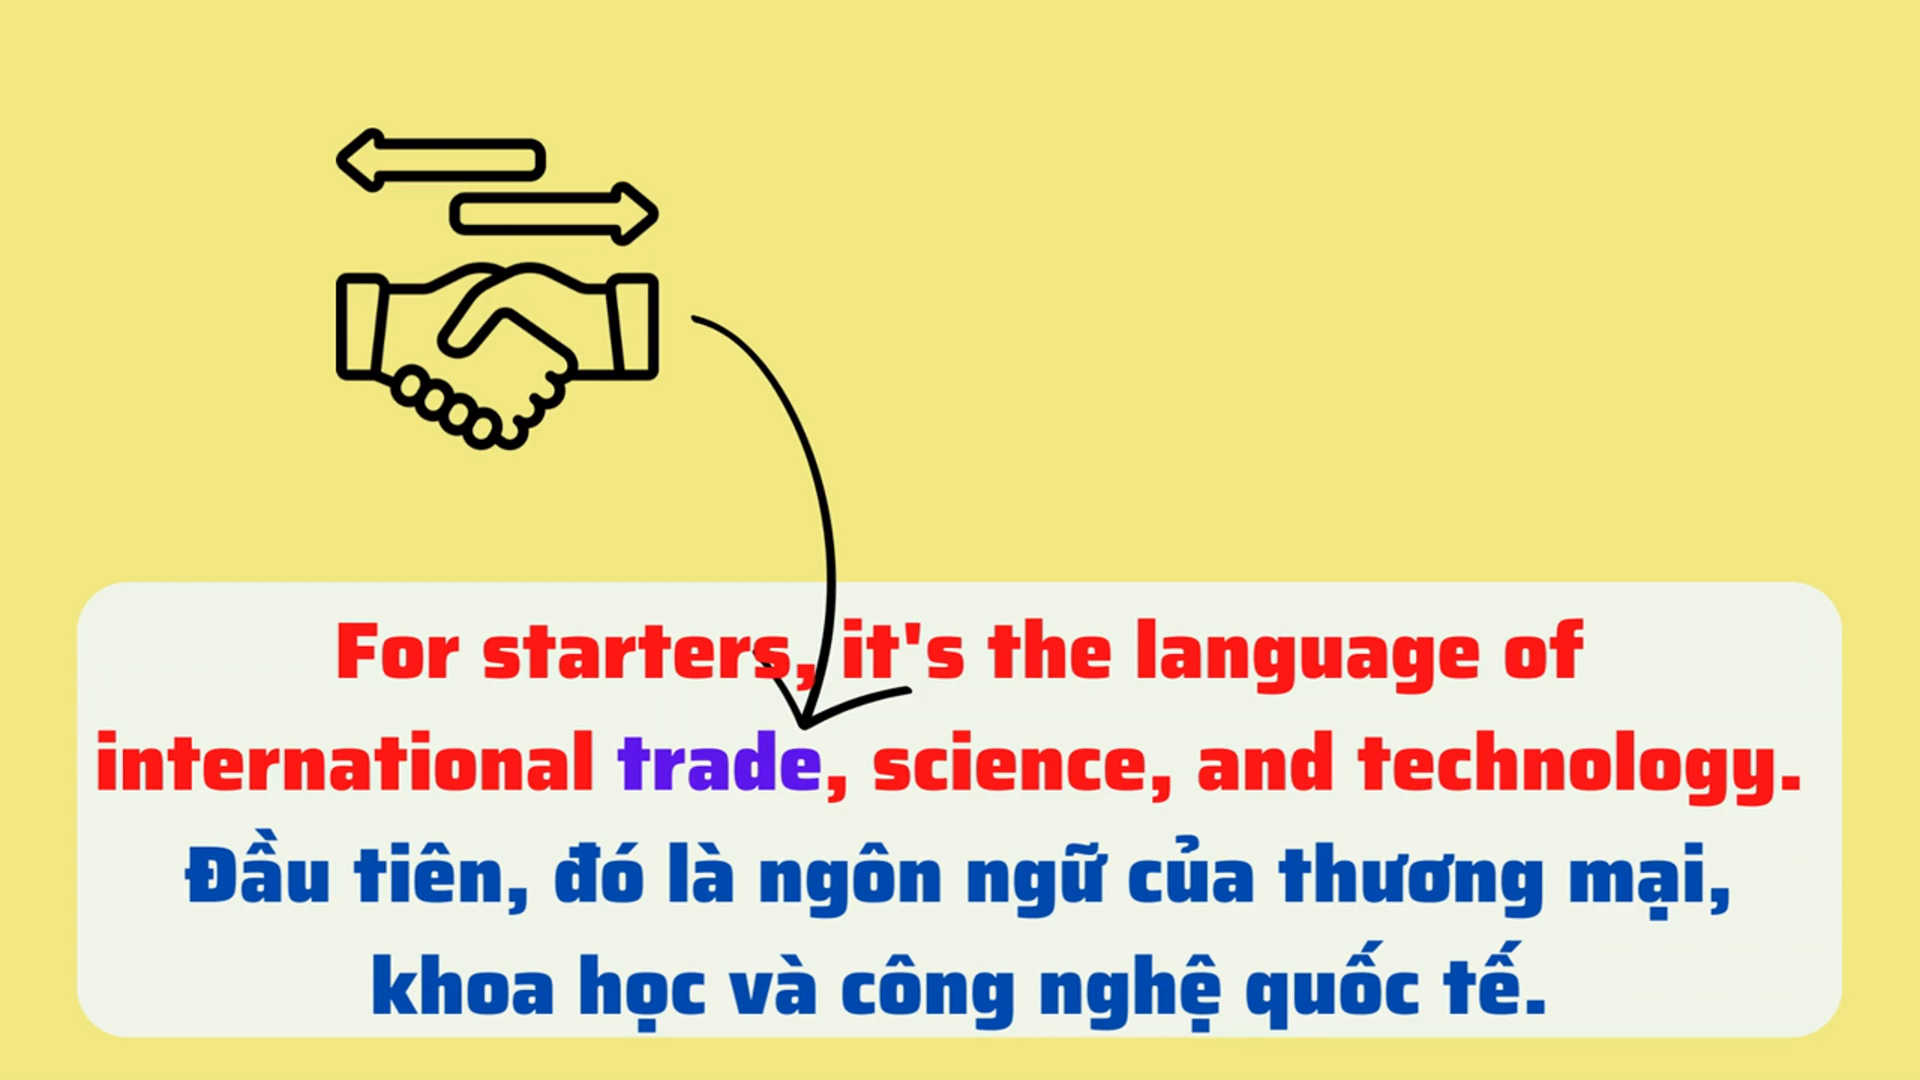 For starters, it's the language of
international trade, science, and technology.
Đầu tiên, đó là ngôn ngữ của thương mại,
khoa học và công nghệ quốc tế.